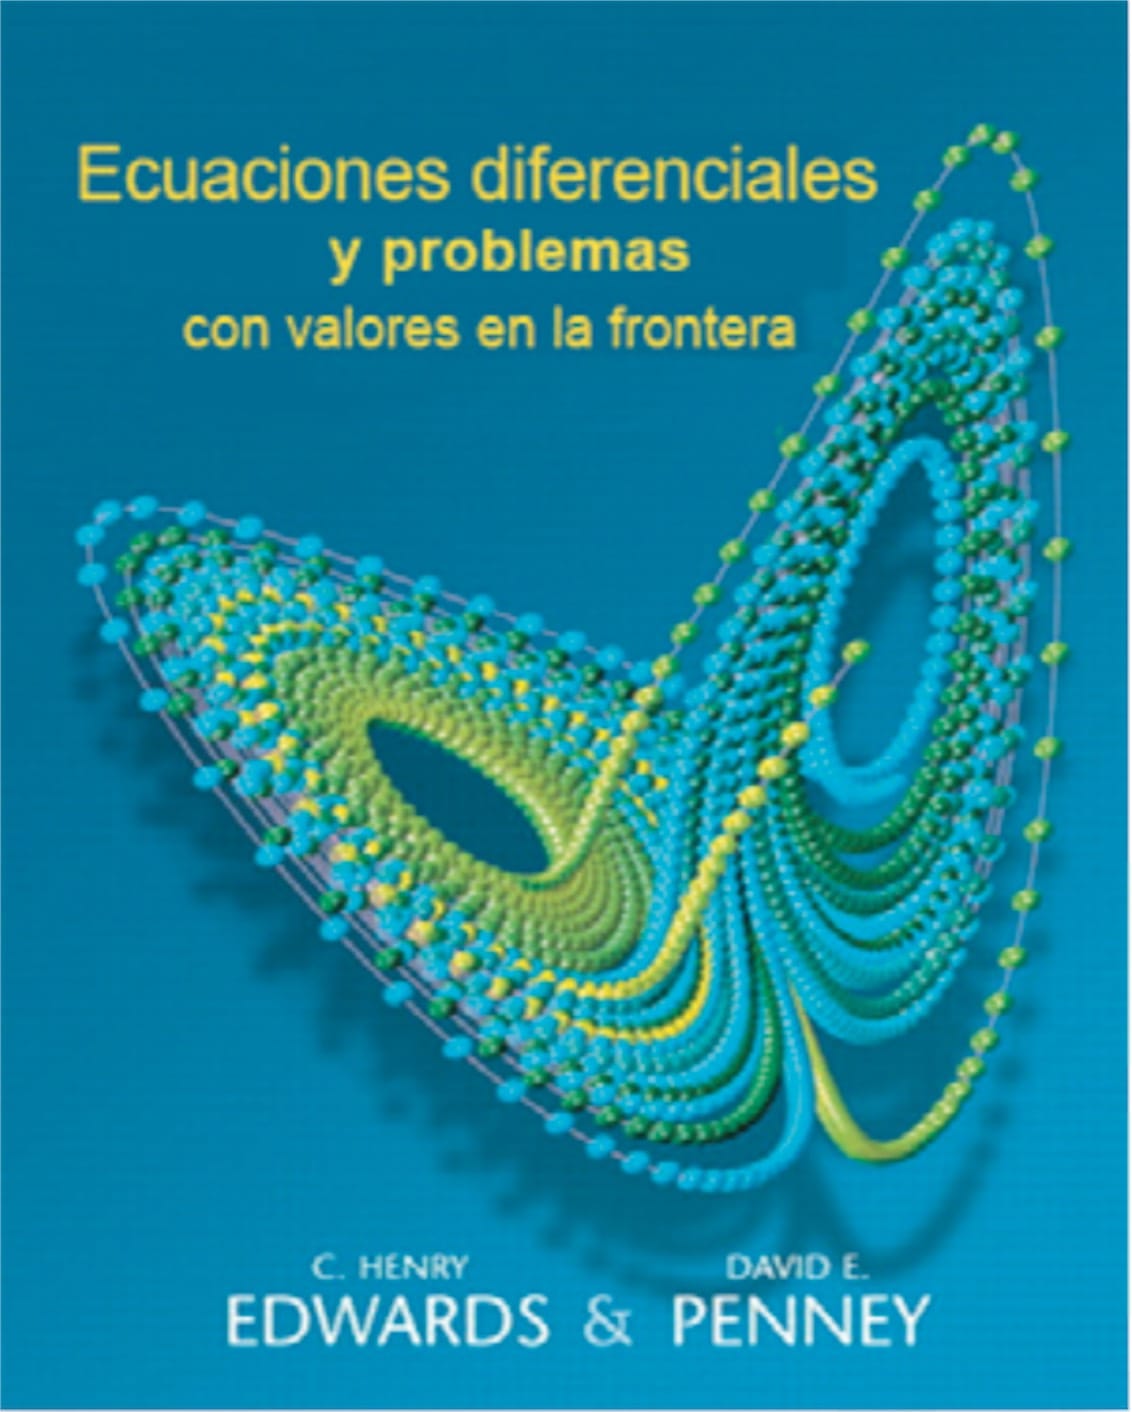 Ecuaciones diferenciales
y problemas
con valores en la frontera
C. HENRY DAVID E.
EDWARDS & PENNEY